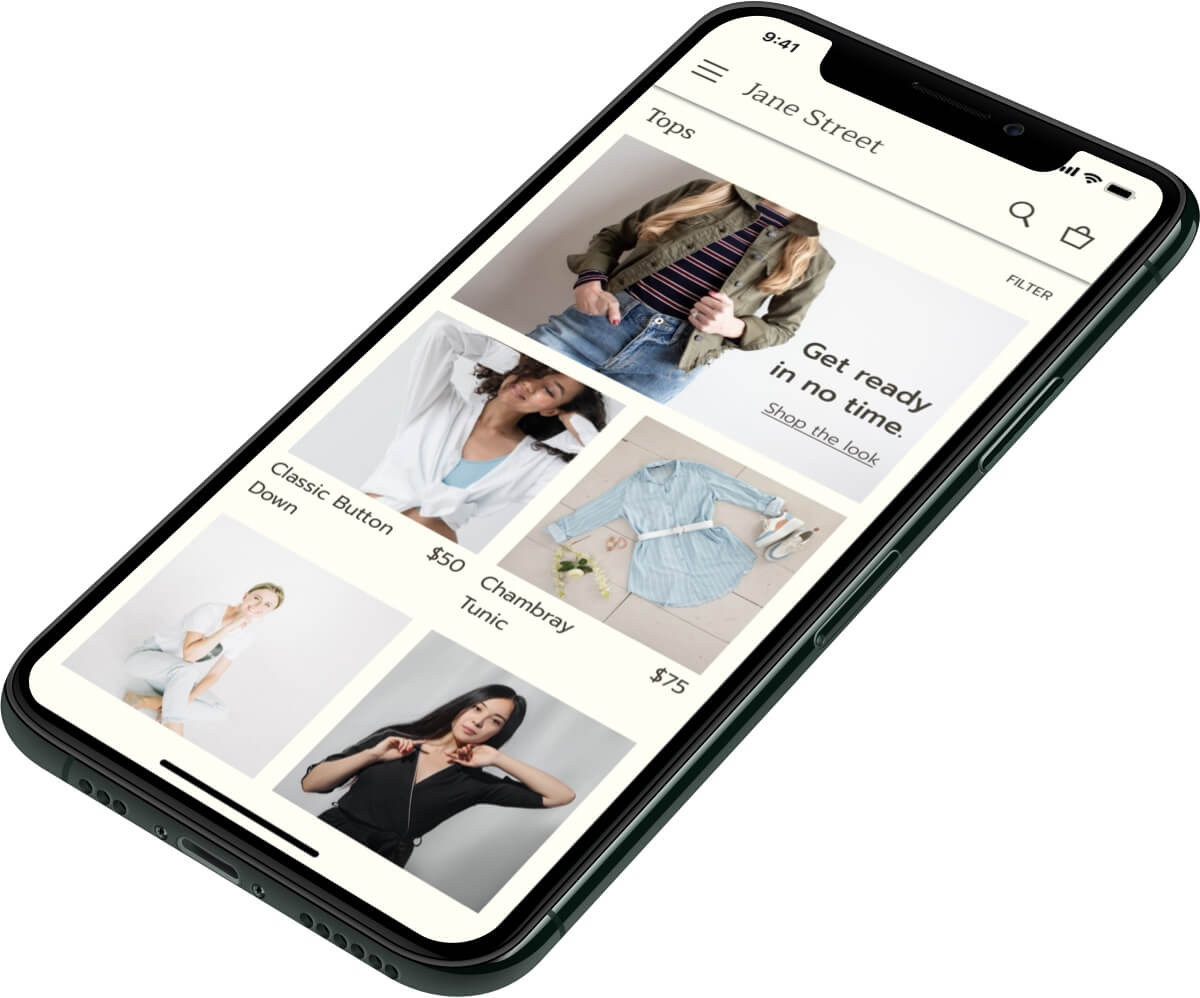 9:41
Jane Street
Tops
FILTER
Get ready
in no time.
Shop the look
Classic Button
Down
$50
Chambray
Tunic
$75